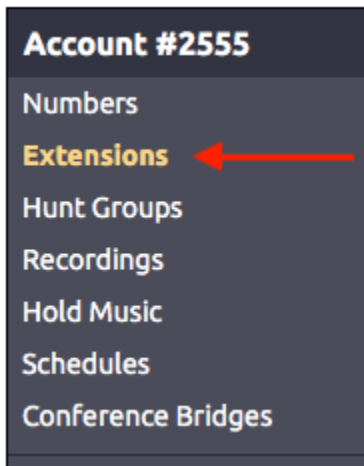 Account #2555
Numbers
Extensions
Hunt Groups
Recordings
Hold Music
Schedules
Conference Bridges